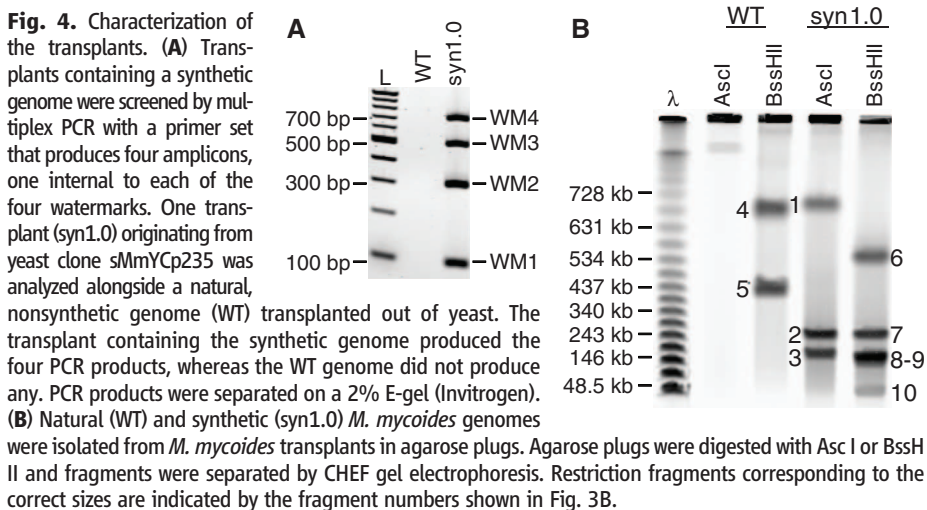 Fig. 4. Characterization of
the transplants. (A) Trans-
plants containing a synthetic
genome were screened by mul-
tiplex PCR with a primer set
that produces four amplicons,
one internal to each of the
four watermarks. One trans-
plant (syn1.0) originating from
yeast clone sMmYCp235 was
analyzed alongside a natural,
nonsynthetic genome (WT) transplanted out of yeast. The
transplant containing the synthetic genome produced the
four PCR products, whereas the WT genome did not produce
any. PCR products were separated on a 2% E-gel (Invitrogen).
(B) Natural (WT) and synthetic (syn1.0) M. mycoides genomes
were isolated from M. mycoides transplants in agarose plugs. Agarose plugs were digested with Asc I or BssH
II and fragments were separated by CHEF gel electrophoresis. Restriction fragments corresponding to the
correct sizes are indicated by the fragment numbers shown in Fig. 3B.
A
L WT syn1.0
700 bp WM4
500 bp WM3
300 bp WM2
100 bp WM1
B
WT syn1.0
λ AscI BssHII AscI BssHII
728 kb
631 kb
534 kb
437 kb
340 kb
243 kb
146 kb
48.5 kb
4 1
6
5
2 7
3 8-9
10